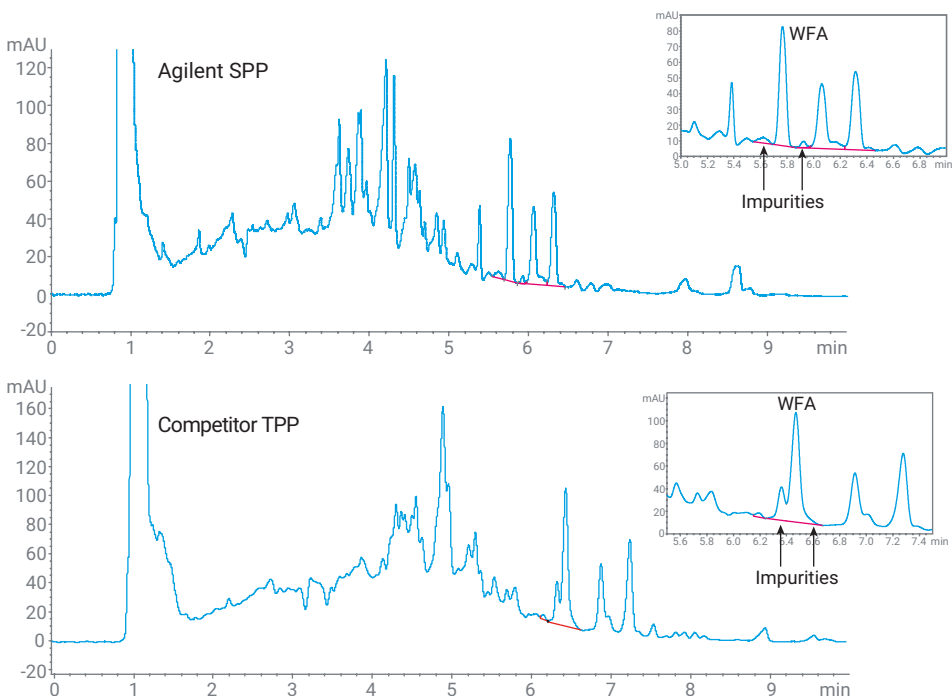 mAU
120
100
80
60
40
20
0
-20
Agilent SPP
0 1 2 3 4 5 6 7 8 9 min
mAU
80
70
60
50
40
30
20
10
0
WFA
5.0 5.2 5.4 5.6 5.8 6.0 6.2 6.4 6.6 6.8 min
Impurities
mAU
160
140
120
100
80
60
40
20
0
-20
Competitor TPP
0 1 2 3 4 5 6 7 8 9 min
mAU
100
80
60
40
20
0
WFA
5.6 5.8 6.0 6.2 6.4 6.6 6.8 7.0 7.2 7.4 min
Impurities